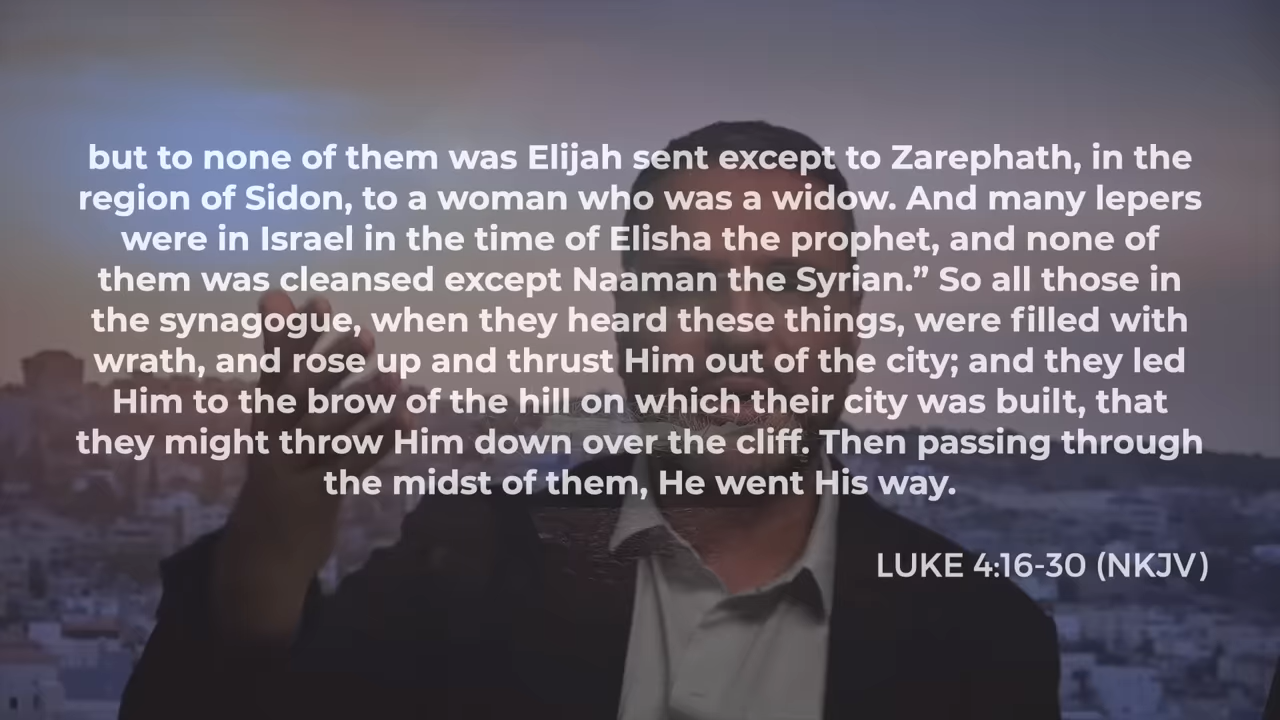 but to none of them was Elijah sent except to Zarephath, in the
region of Sidon, to a woman who was a widow. And many lepers
were in Israel in the time of Elisha the prophet, and none of
them was cleansed except Naaman the Syrian.” So all those in
the synagogue, when they heard these things, were filled with
wrath, and rose up and thrust Him out of the city; and they led
Him to the brow of the hill on which their city was built, that
they might throw Him down over the cliff. Then passing through
the midst of them, He went His way.
LUKE 4:16-30 (NKJV)